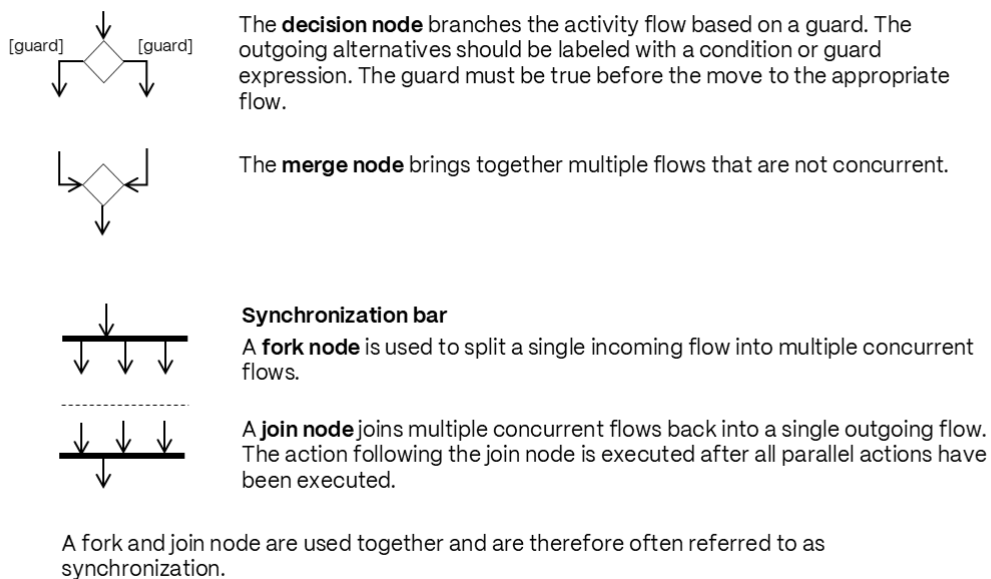 [guard]
[guard]
The decision node branches the activity flow based on a guard. The
outgoing alternatives should be labeled with a condition or guard
expression. The guard must be true before the move to the appropriate
flow.
The merge node brings together multiple flows that are not concurrent.
Synchronization bar
A fork node is used to split a single incoming flow into multiple concurrent
flows.
A join node joins multiple concurrent flows back into a single outgoing flow.
The action following the join node is executed after all parallel actions have
been executed.
A fork and join node are used together and are therefore often referred to as
synchronization.